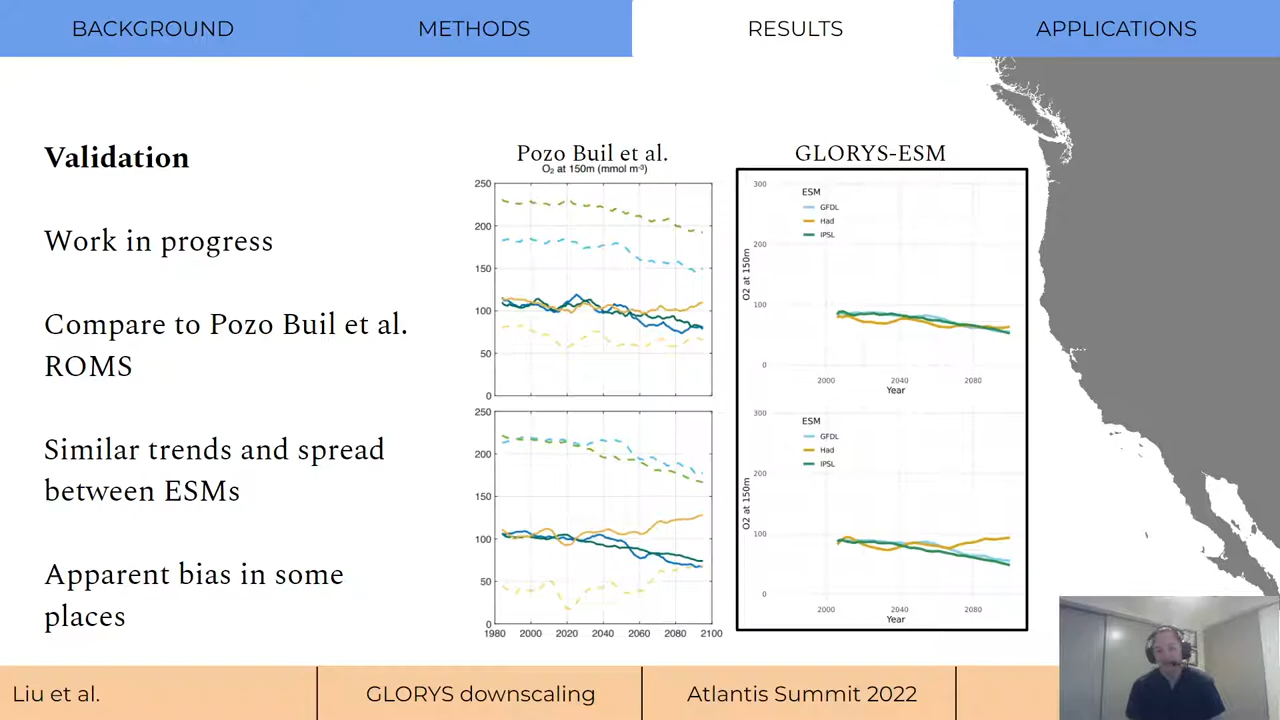 BACKGROUND
METHODS
RESULTS
APPLICATIONS
Validation
Work in progress
Compare to Pozo Buil et al.
ROMS
Similar trends and spread
between ESMs
Apparent bias in some
places
Pozo Buil et al.
O₂ at 150m (mmol m⁻³)
250
200
150
100
50
0
250
200
150
100
50
0
1980 2000 2020 2040 2060 2080 2100
GLORYS-ESM
300
200
100
0
O2 at 150m
ESM
GFDL
Had
IPSL
2000 2040 2080
Year
300
200
100
0
O2 at 150m
ESM
GFDL
Had
IPSL
2000 2040 2080
Year
Liu et al.
GLORYS downscaling
Atlantis Summit 2022